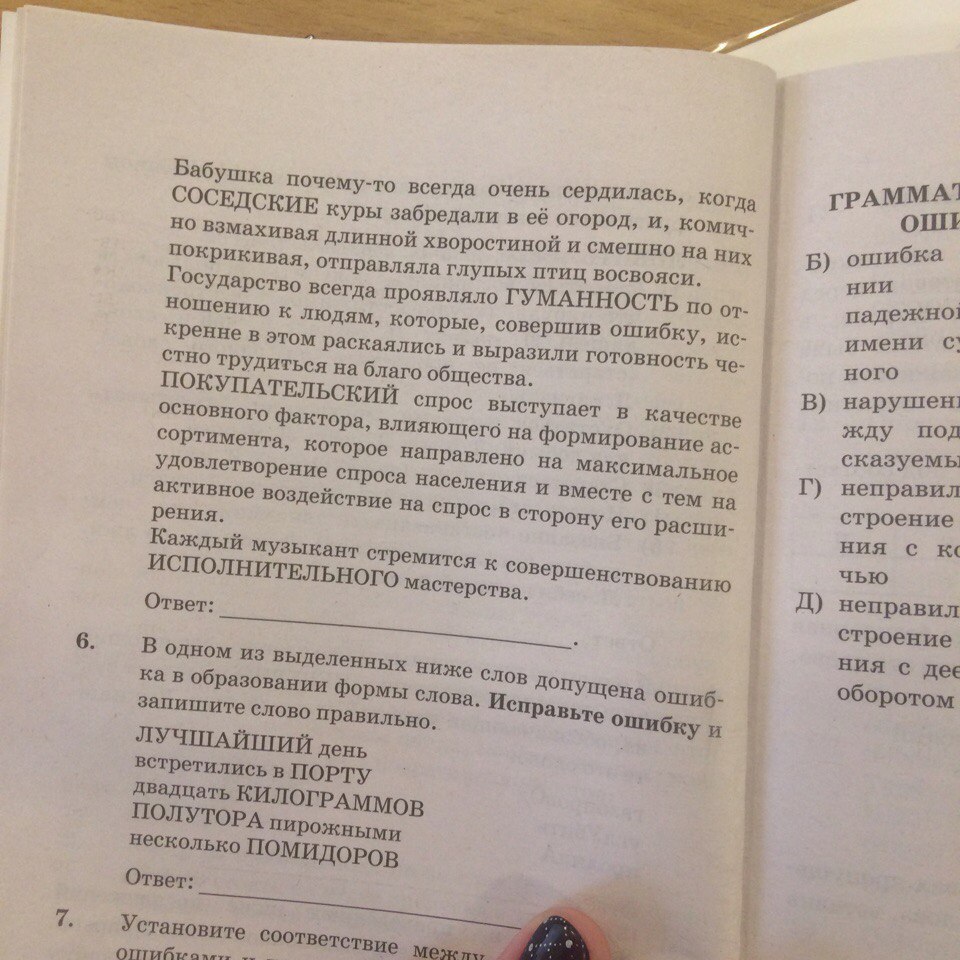 Бабушка почему-то всегда очень сердилась, когда
СОСЕДСКИЕ куры забредали в её огород, и, комич-
но взмахивая длинной хворостиной и смешно на них
покрикивая, отправляла глупых птиц восвояси.
Государство всегда проявляло ГУМАННОСТЬ по от-
ношению к людям, которые, совершив ошибку, ис-
кренне в этом раскаялись и выразили готовность че-
стно трудиться на благо общества.
ПОКУПАТЕЛЬСКИЙ спрос выступает в качестве
основного фактора, влияющего на формирование ас-
сортимента, которое направлено на максимальное
удовлетворение спроса населения и вместе с тем на
активное воздействие на спрос в сторону его расши-
рения.
Каждый музыкант стремится к совершенствованию
ИСПОЛНИТЕЛЬНОГО мастерства.
Ответ: .
6. В одном из выделенных ниже слов допущена ошиб-
ка в образовании формы слова. Исправьте ошибку и
запишите слово правильно.
ЛУЧШАЙШИЙ день
встретились в ПОРТУ
двадцать КИЛОГРАММОВ
ПОЛУТОРА пирожными
несколько ПОМИДОРОВ
Ответ:
7. Установите соответствие между
ошибками и
ГРАММАТ
ОШИ
Б) ошибка
нии
падежной
имени су
ного
В) нарушени
жду под
сказуемы
Г) неправил
строение
ния с ко
чью
Д) неправил
строение
ния с дее
оборотом